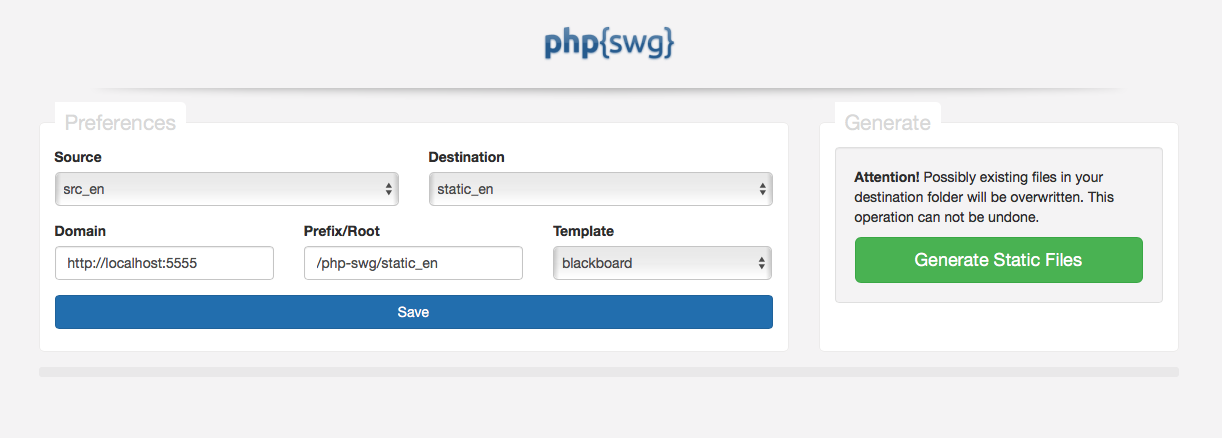 php{swg}
Preferences
Source
Destination
src_en
static_en
Domain
Prefix/Root
Template
http://localhost:5555
/php-swg/static_en
blackboard
Save
Generate
Attention! Possibly existing files in your
destination folder will be overwritten. This
operation can not be undone.
Generate Static Files